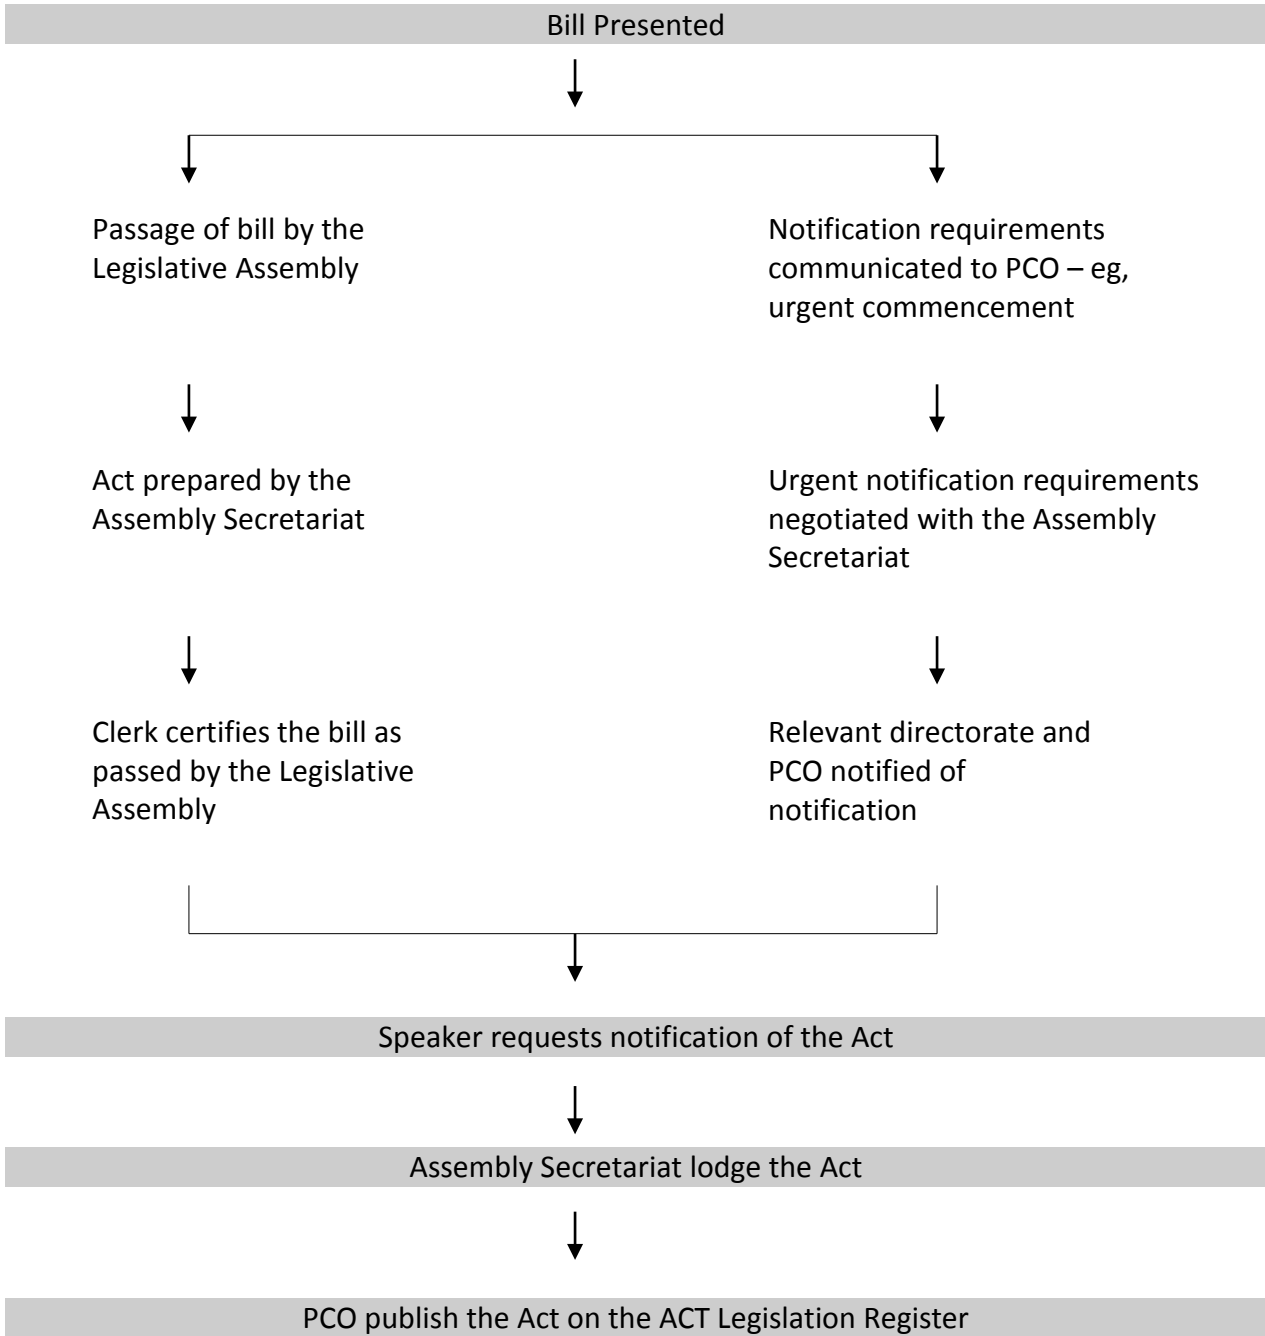 Bill Presented
Passage of bill by the
Legislative Assembly
Notification requirements
communicated to PCO – eg,
urgent commencement
Act prepared by the
Assembly Secretariat
Urgent notification requirements
negotiated with the Assembly
Secretariat
Clerk certifies the bill as
passed by the Legislative
Assembly
Relevant directorate and
PCO notified of
notification
Speaker requests notification of the Act
Assembly Secretariat lodge the Act
PCO publish the Act on the ACT Legislation Register